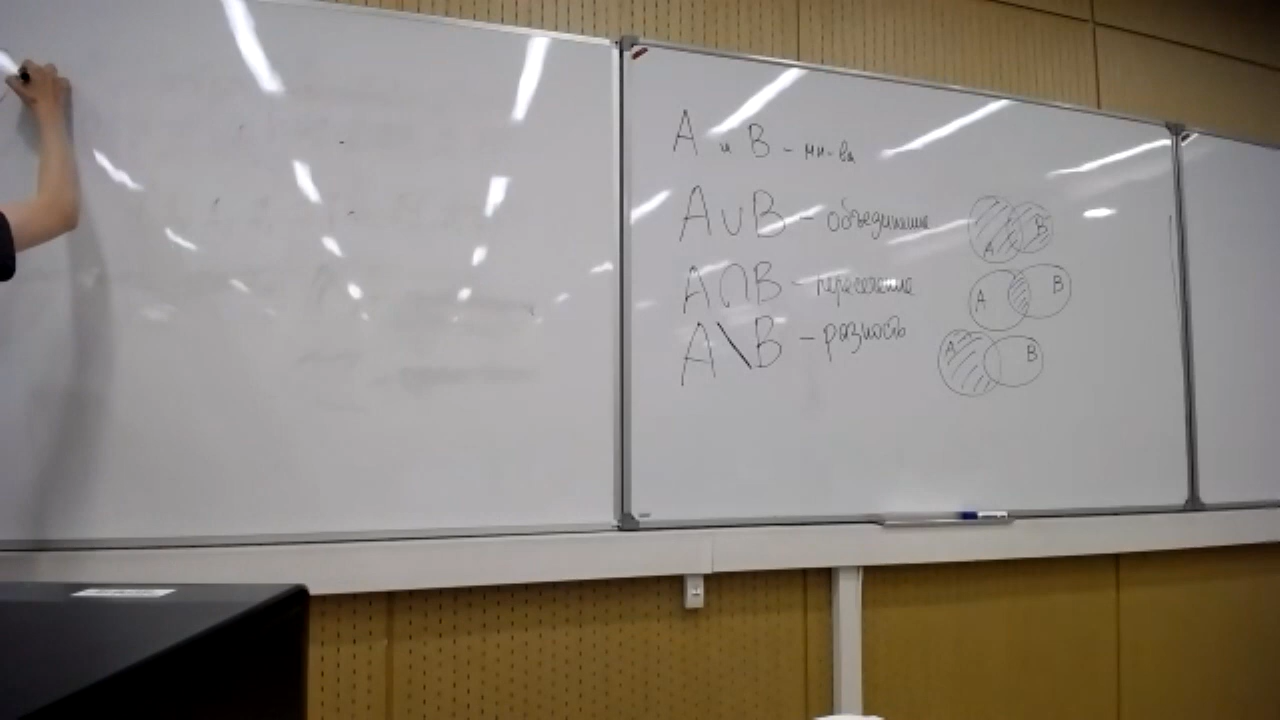 A и B - мн-ва
A∪B - объединение
A∩B - пересечение
A\B - разность
A B
A B
A B